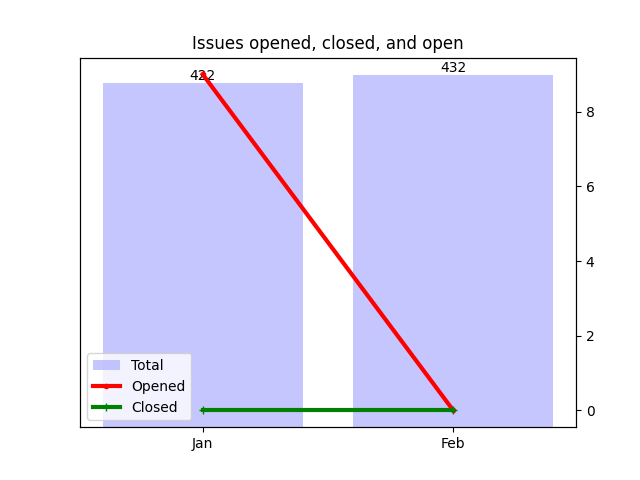 Issues opened, closed, and open
422
432
8
6
4
2
0
Total
Opened
Closed
Jan Feb